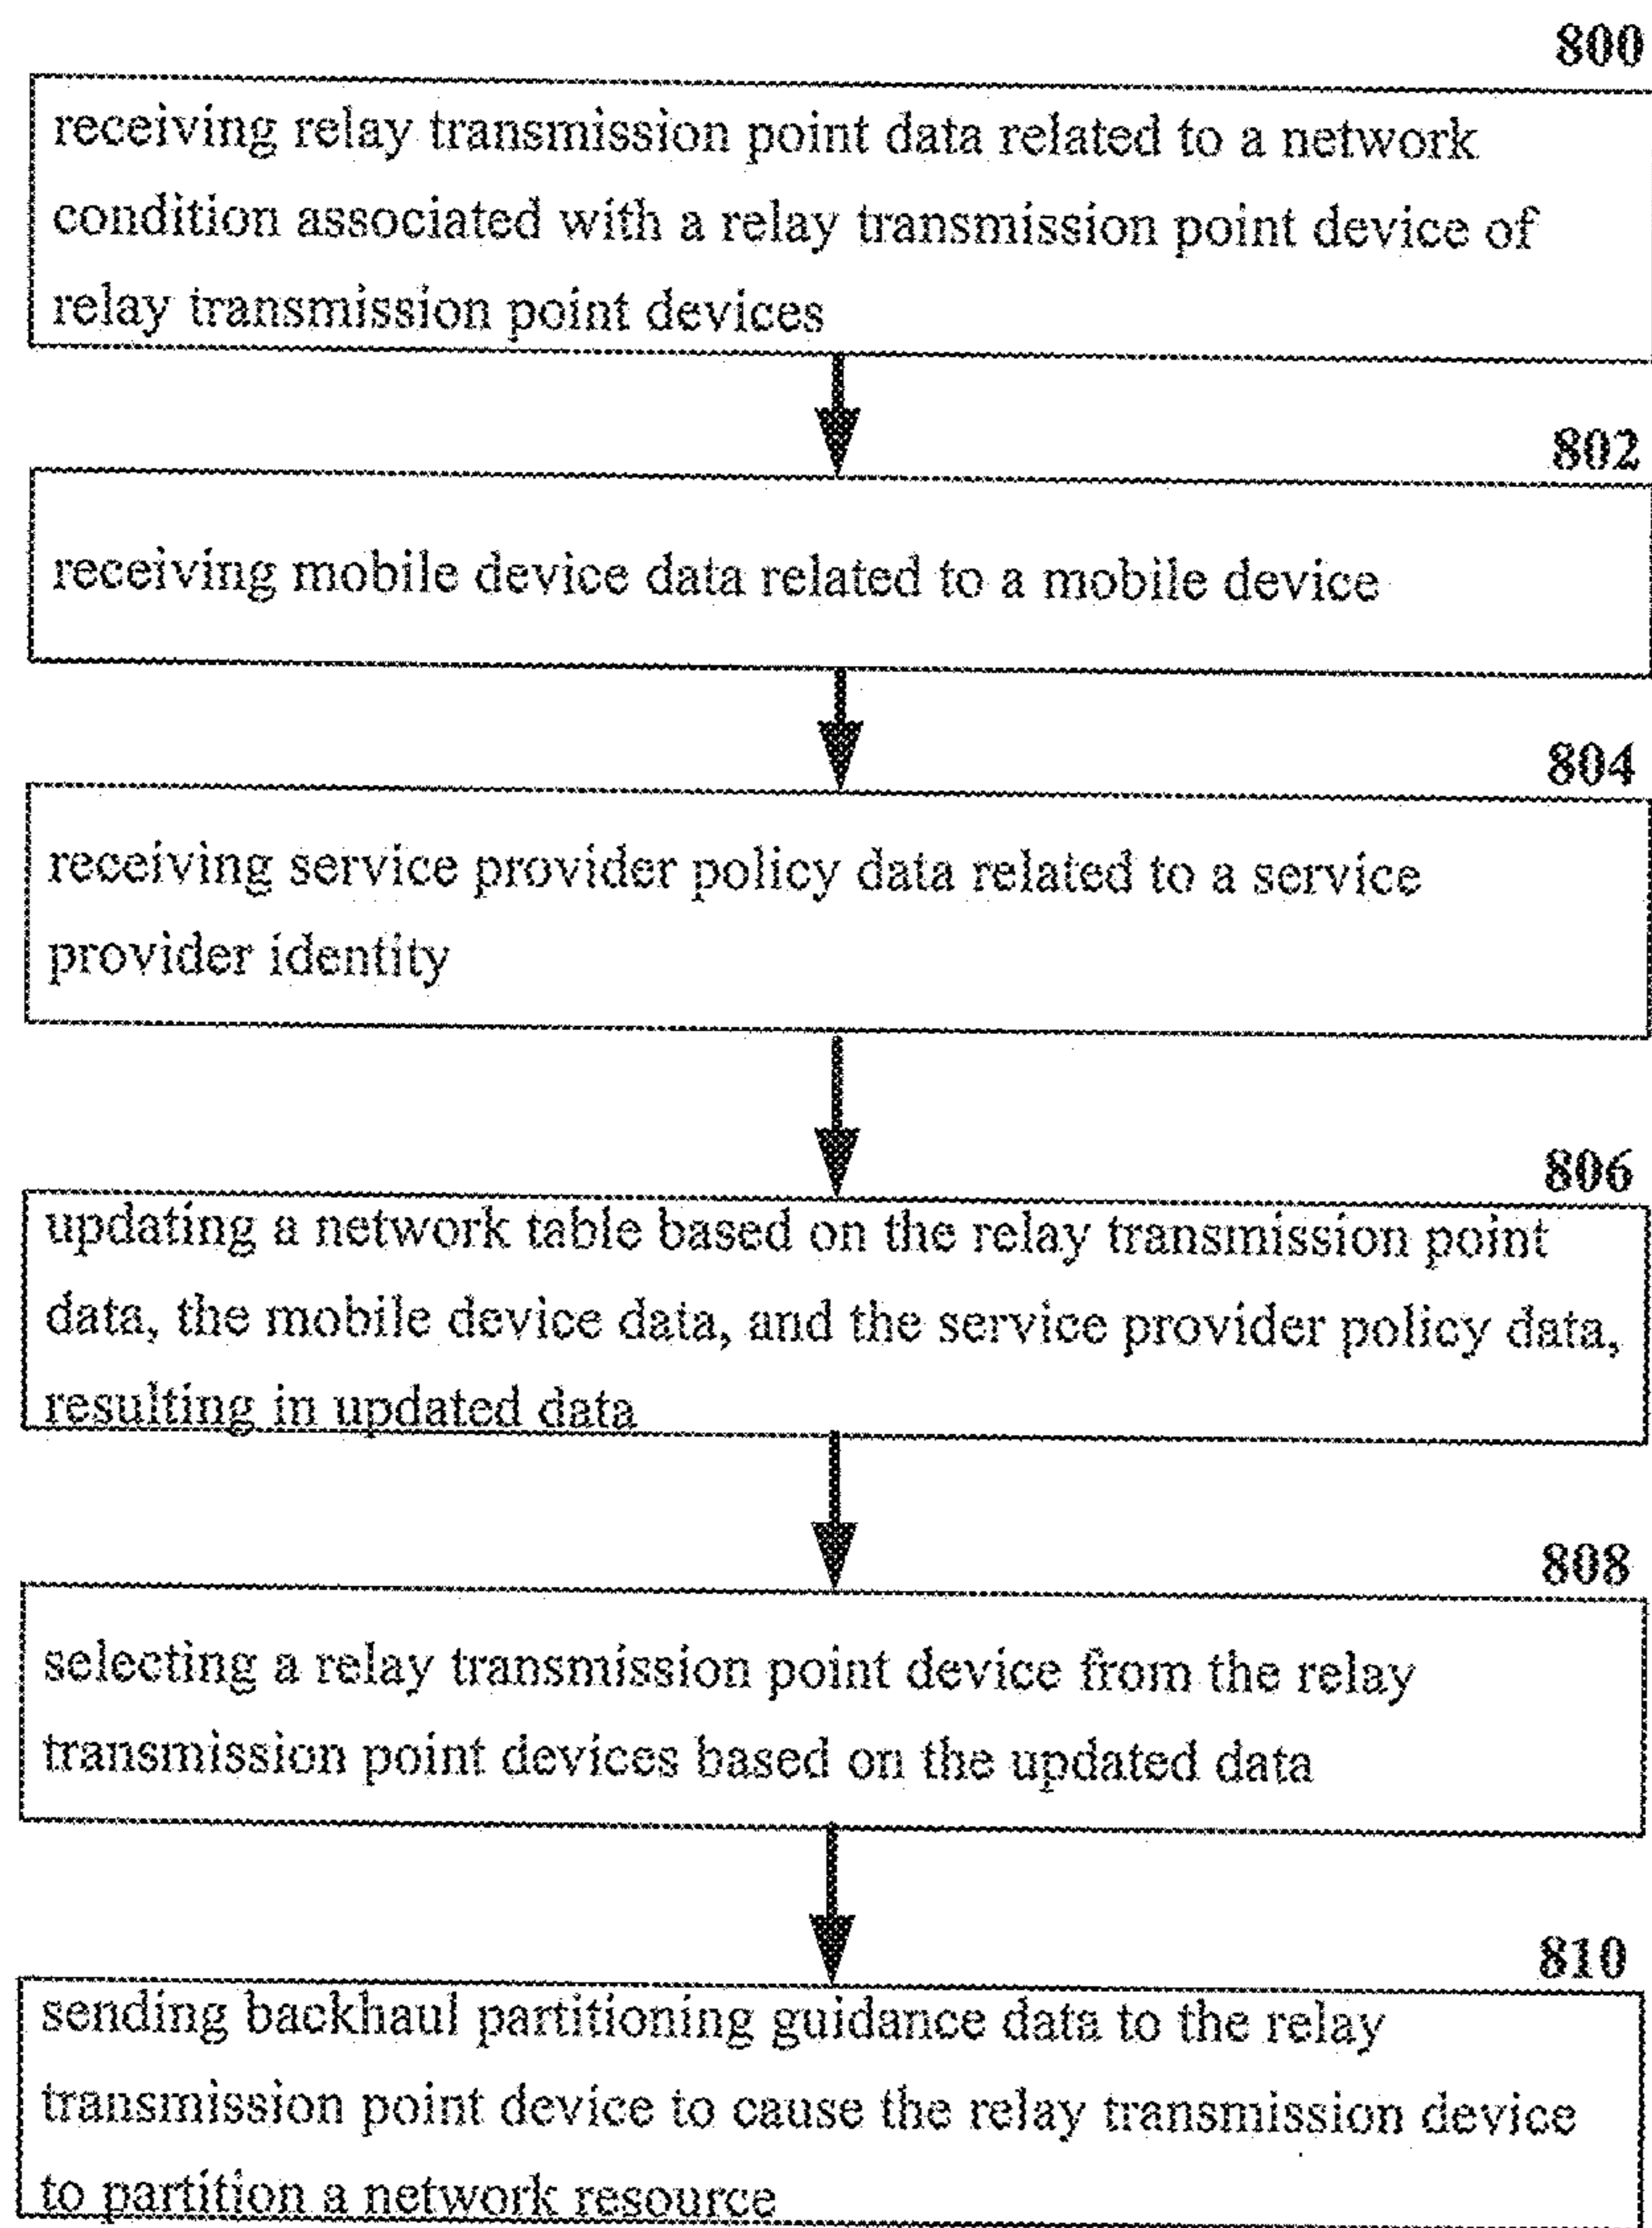 800
receiving relay transmission point data related to a network
condition associated with a relay transmission point device of
relay transmission point devices
802
receiving mobile device data related to a mobile device
804
receiving service provider policy data related to a service
provider identity
806
updating a network table based on the relay transmission point
data, the mobile device data, and the service provider policy data,
resulting in updated data
808
selecting a relay transmission point device from the relay
transmission point devices based on the updated data
810
sending backhaul partitioning guidance data to the relay
transmission point device to cause the relay transmission device
to partition a network resource